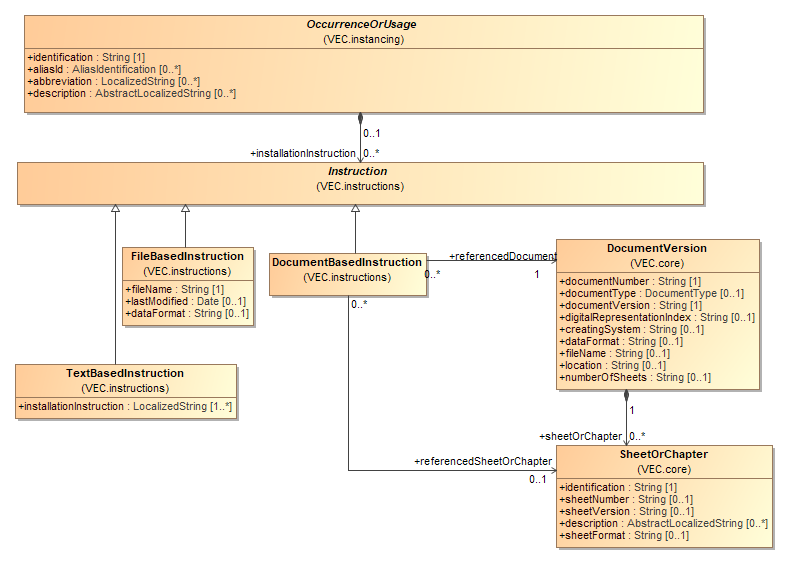 OccurrenceOrUsage
(VEC.instancing)
+identification : String [1]
+aliasId : AliasIdentification [0..*]
+abbreviation : LocalizedString [0..*]
+description : AbstractLocalizedString [0..*]
0..1
+installationInstruction 0..*
Instruction
(VEC.instructions)
FileBasedInstruction
(VEC.instructions)
+fileName : String [1]
+lastModified : Date [0..1]
+dataFormat : String [0..1]
DocumentBasedInstruction
(VEC.instructions)
+referencedDocument
0..*
1
0..*
DocumentVersion
(VEC.core)
+documentNumber : String [1]
+documentType : DocumentType [0..1]
+documentVersion : String [1]
+digitalRepresentationIndex : String [0..1]
+creatingSystem : String [0..1]
+dataFormat : String [0..1]
+fileName : String [0..1]
+location : String [0..1]
+numberOfSheets : String [0..1]
TextBasedInstruction
(VEC.instructions)
+installationInstruction : LocalizedString [1..*]
1
+sheetOrChapter 0..*
+referencedSheetOrChapter
0..1
SheetOrChapter
(VEC.core)
+identification : String [1]
+sheetNumber : String [0..1]
+sheetVersion : String [0..1]
+description : AbstractLocalizedString [0..*]
+sheetFormat : String [0..1]